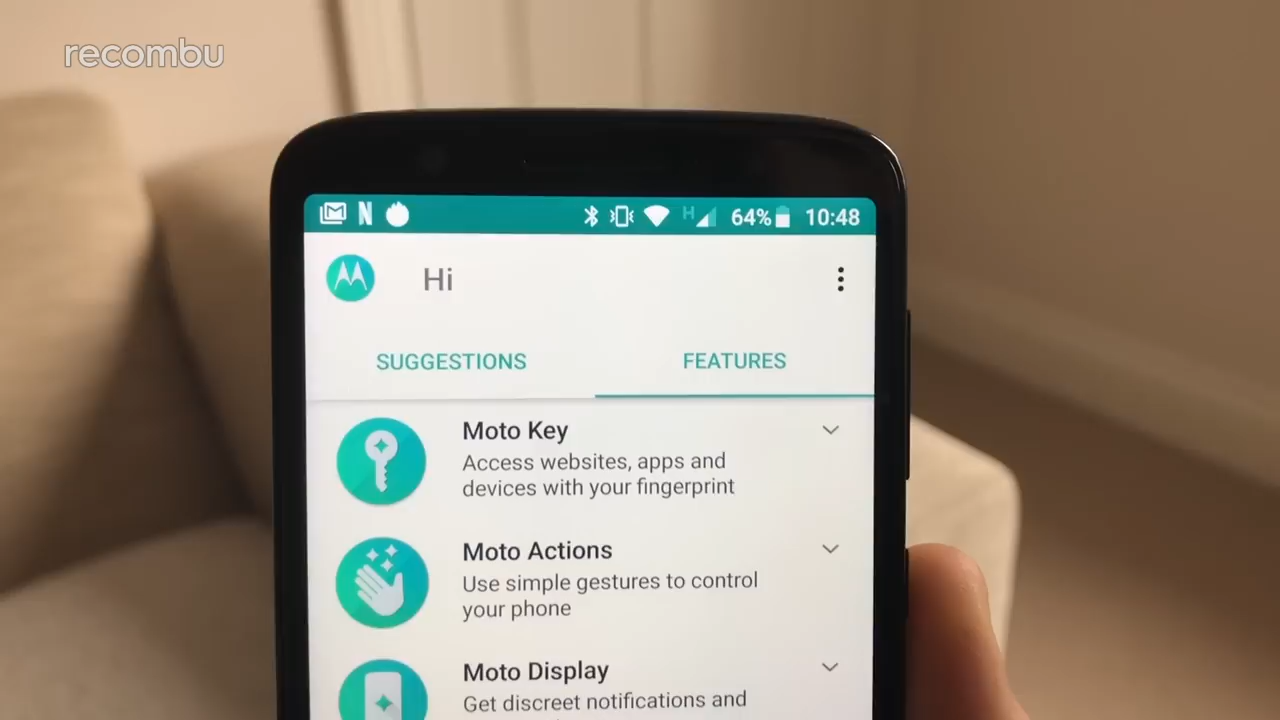 recombu
N H 64% 10:48
Hi
SUGGESTIONS FEATURES
Moto Key
Access websites, apps and
devices with your fingerprint
Moto Actions
Use simple gestures to control
your phone
Moto Display
Get discreet notifications and